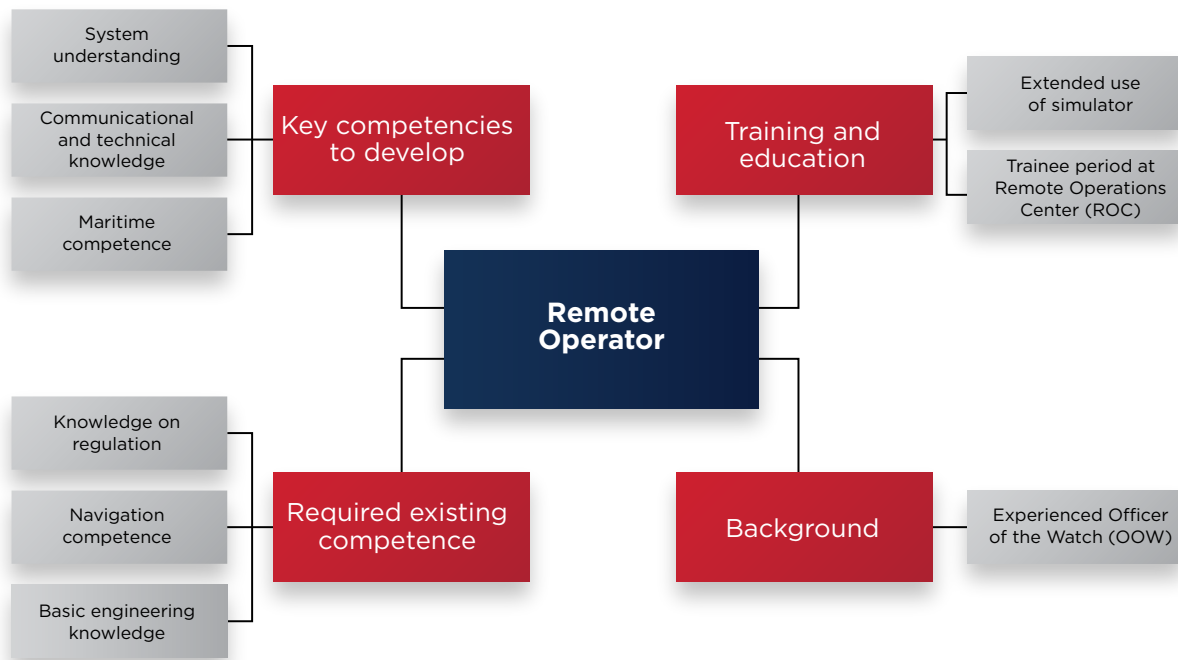 System
understanding
Communicational
and technical
knowledge
Maritime
competence
Key competencies
to develop
Training and
education
Extended use
of simulator
Trainee period at
Remote Operations
Center (ROC)
Remote
Operator
Knowledge on
regulation
Navigation
competence
Basic engineering
knowledge
Required existing
competence
Background
Experienced Officer
of the Watch (OOW)